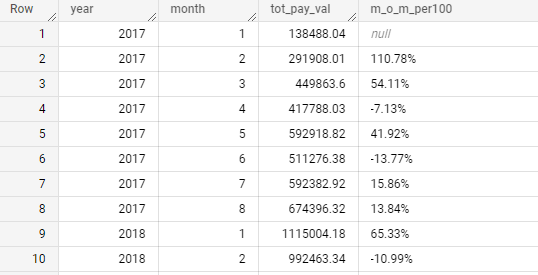 Row year month tot_pay_val m_o_m_per100
1 2017 1 138488.04 null
2 2017 2 291908.01 110.78%
3 2017 3 449863.6 54.11%
4 2017 4 417788.03 -7.13%
5 2017 5 592918.82 41.92%
6 2017 6 511276.38 -13.77%
7 2017 7 592382.92 15.86%
8 2017 8 674396.32 13.84%
9 2018 1 1115004.18 65.33%
10 2018 2 992463.34 -10.99%